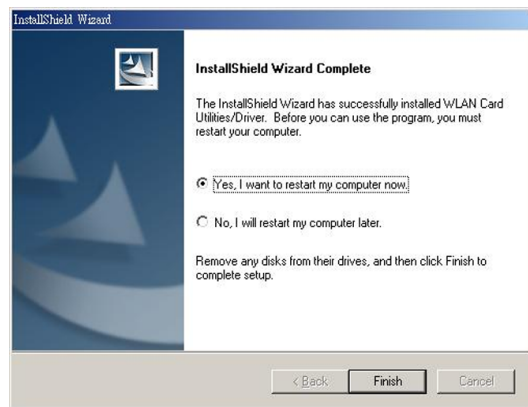 InstallShield Wizard
InstallShield Wizard Complete
The InstallShield Wizard has successfully installed WLAN Card
Utilities/Driver. Before you can use the program, you must
restart your computer.
Yes, I want to restart my computer now.
No, I will restart my computer later.
Remove any disks from their drives, and then click Finish to
complete setup.
< Back
Finish
Cancel